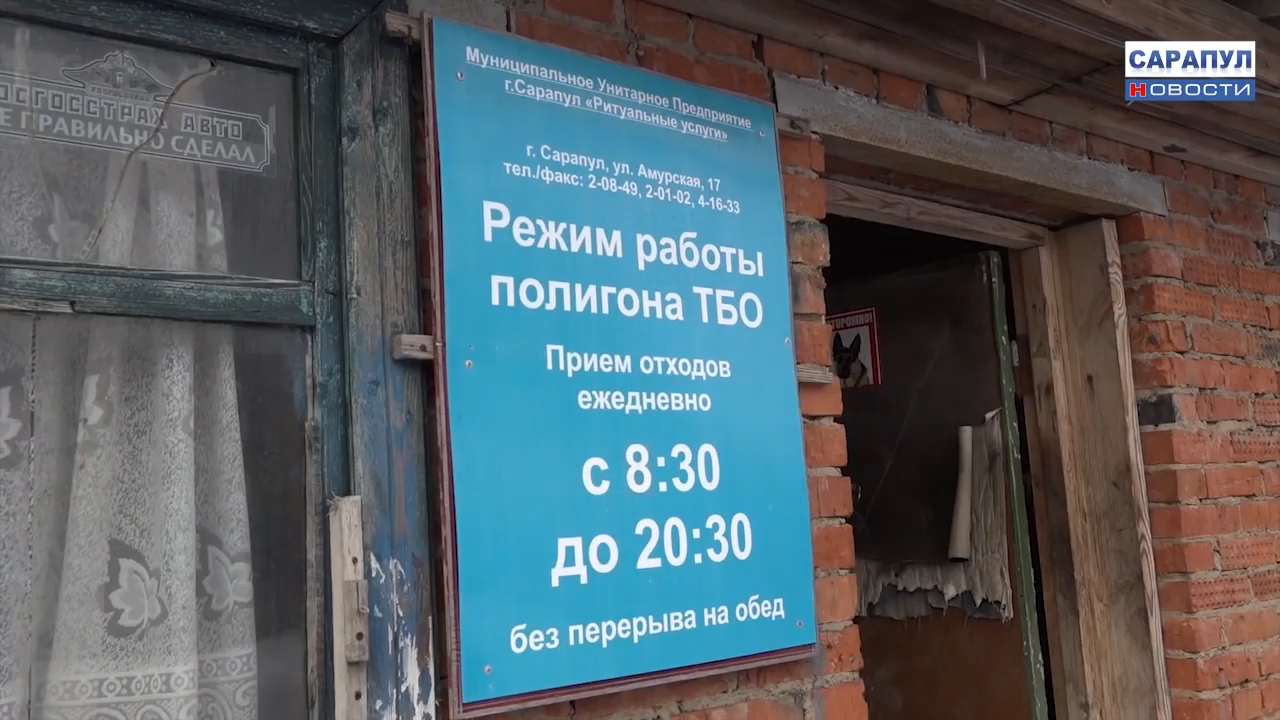 САРАПУЛ
НОВОСТИ
АВТО
ПРАВИЛЬНО СДЕЛАЛ
Муниципальное Унитарное Предприятие
г.Сарапул «Ритуальные услуги»
г. Сарапул, ул. Амурская, 17
тел./факс: 2-08-49, 2-01-02, 4-16-33
Режим работы
полигона ТБО
Прием отходов
ежедневно
с 8:30
до 20:30
без перерыва на обед